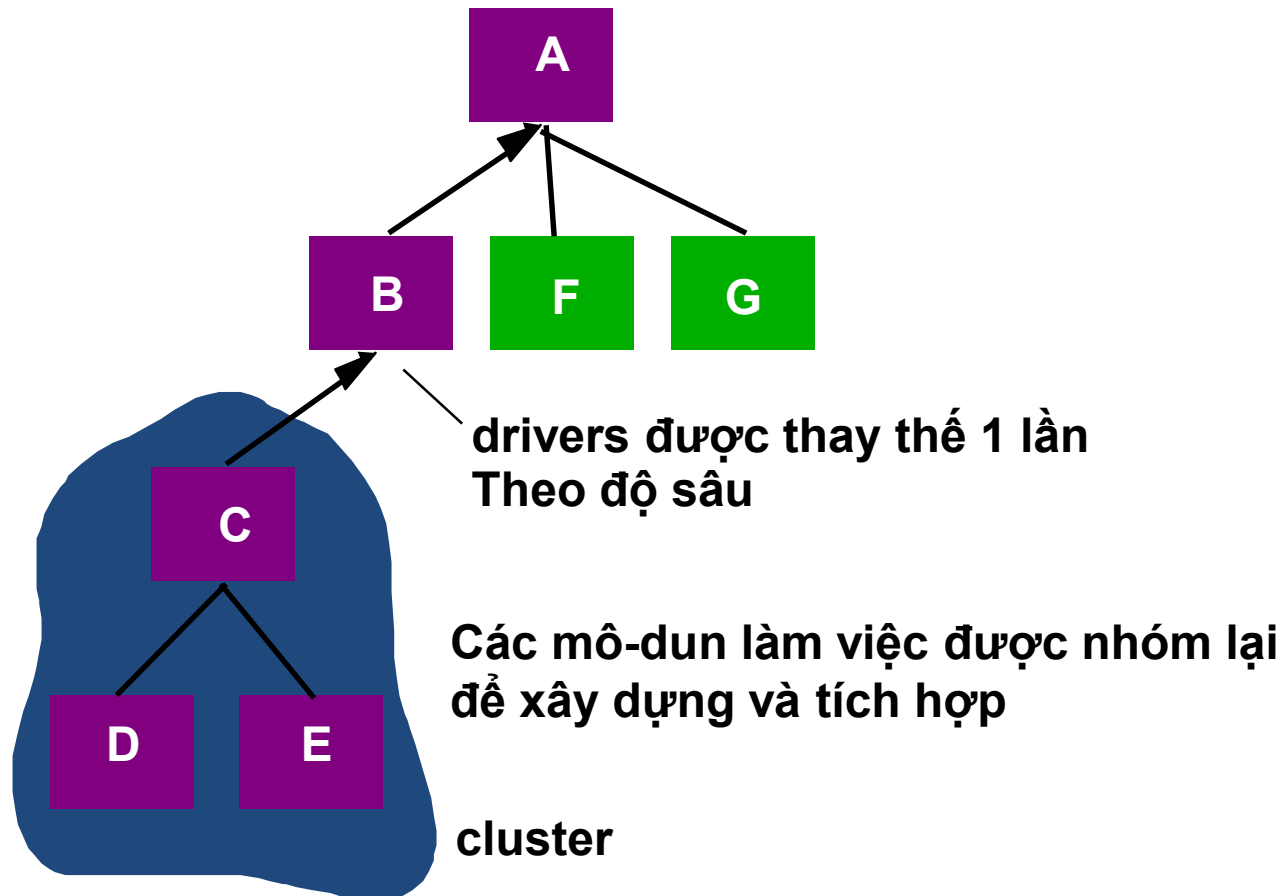 A
B
F
G
drivers được thay thế 1 lần
Theo độ sâu
C
Các mô-dun làm việc được nhóm lại
để xây dựng và tích hợp
D
E
cluster